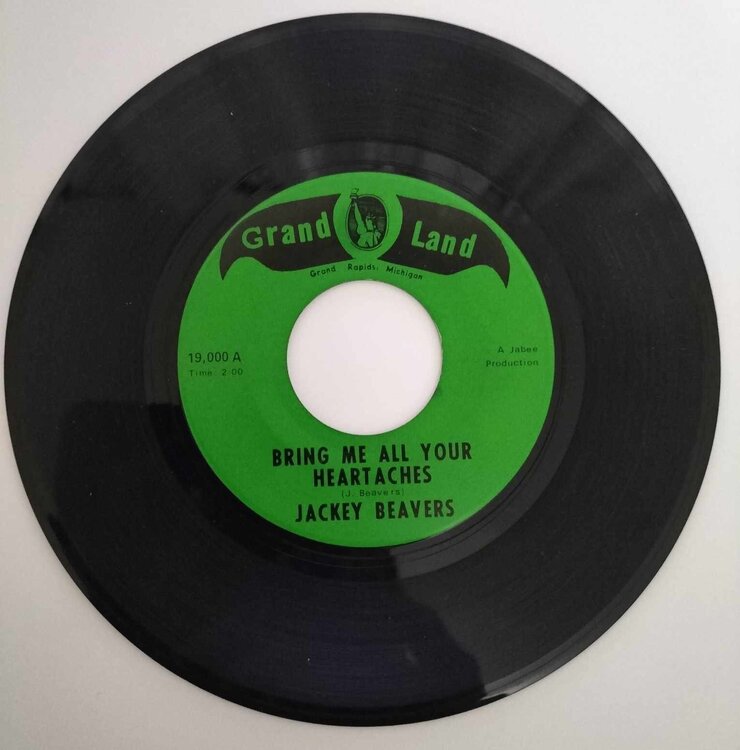 Grand Land
Grand Rapids, Michigan
19,000 A
Time: 2:00
A Jabee
Production
BRING ME ALL YOUR
HEARTACHES
(J. Beavers)
JACKEY BEAVERS